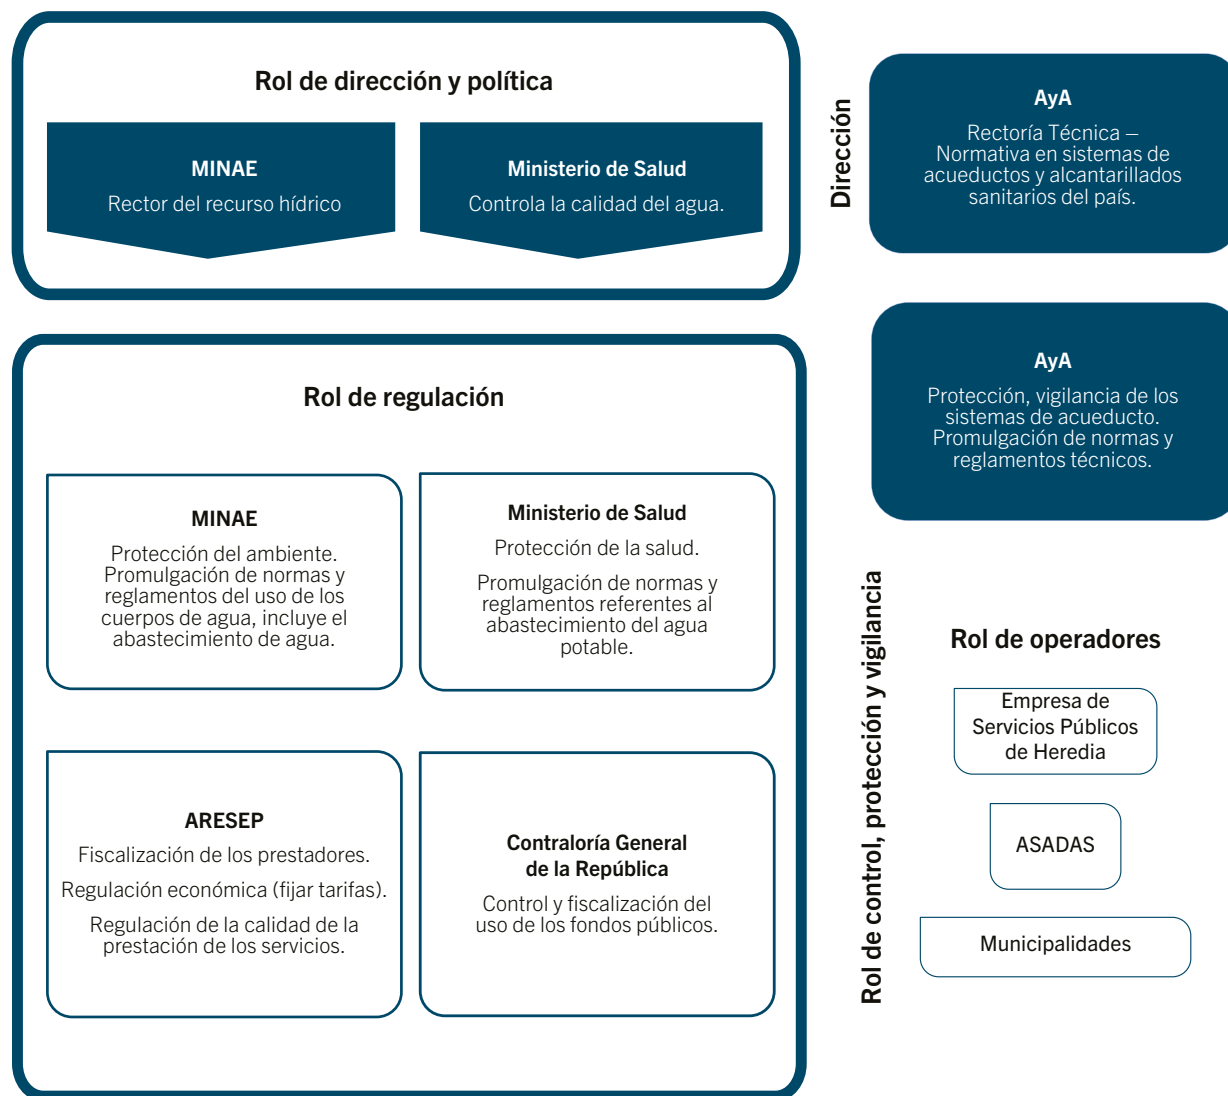 Rol de dirección y política
MINAE
Rector del recurso hídrico
Ministerio de Salud
Controla la calidad del agua.
Dirección
AyA
Rectoría Técnica –
Normativa en sistemas de
acueductos y alcantarillados
sanitarios del país.
Rol de regulación
MINAE
Protección del ambiente.
Promulgación de normas y
reglamentos del uso de los
cuerpos de agua, incluye el
abastecimiento de agua.
Ministerio de Salud
Protección de la salud.
Promulgación de normas y
reglamentos referentes al
abastecimiento del agua
potable.
ARESEP
Fiscalización de los prestadores.
Regulación económica (fijar tarifas).
Regulación de la calidad de la
prestación de los servicios.
Contraloría General
de la República
Control y fiscalización del
uso de los fondos públicos.
Rol de control, protección y vigilancia
AyA
Protección, vigilancia de los
sistemas de acueducto.
Promulgación de normas y
reglamentos técnicos.
Rol de operadores
Empresa de
Servicios Públicos
de Heredia
ASADAS
Municipalidades